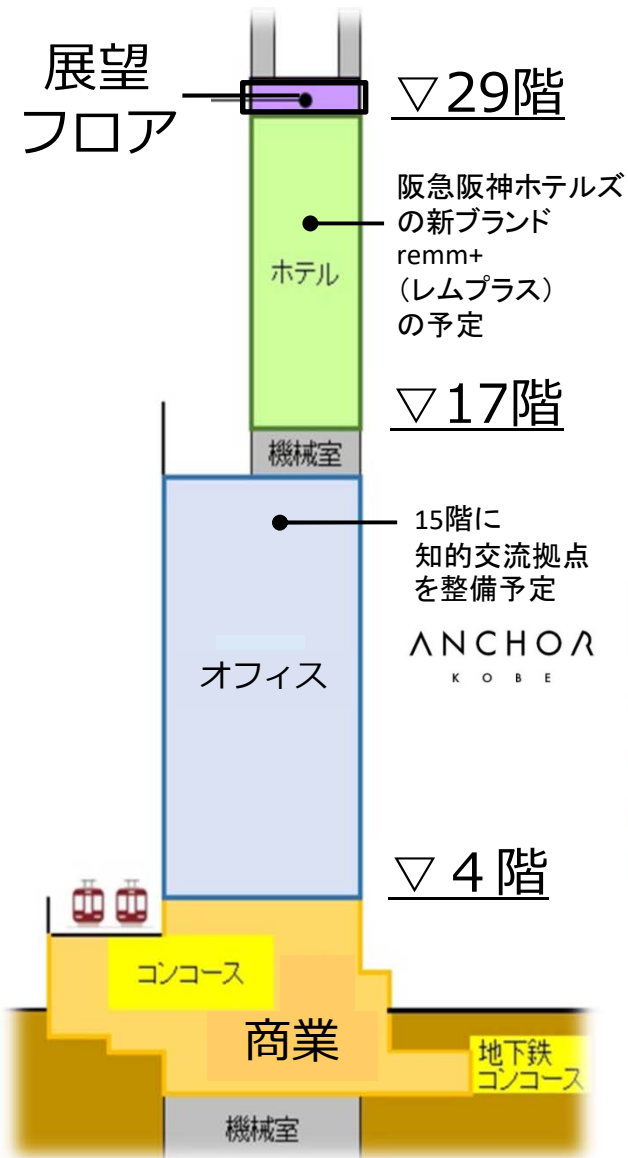 展望
フロア
▽29階
阪急阪神ホテルズ
の新ブランド
remm+
（レムプラス）
の予定
ホテル
▽17階
機械室
15階に
知的交流拠点
を整備予定
ANCHOR
KOBE
オフィス
▽４階
コンコース
商業
地下鉄
コンコース
機械室